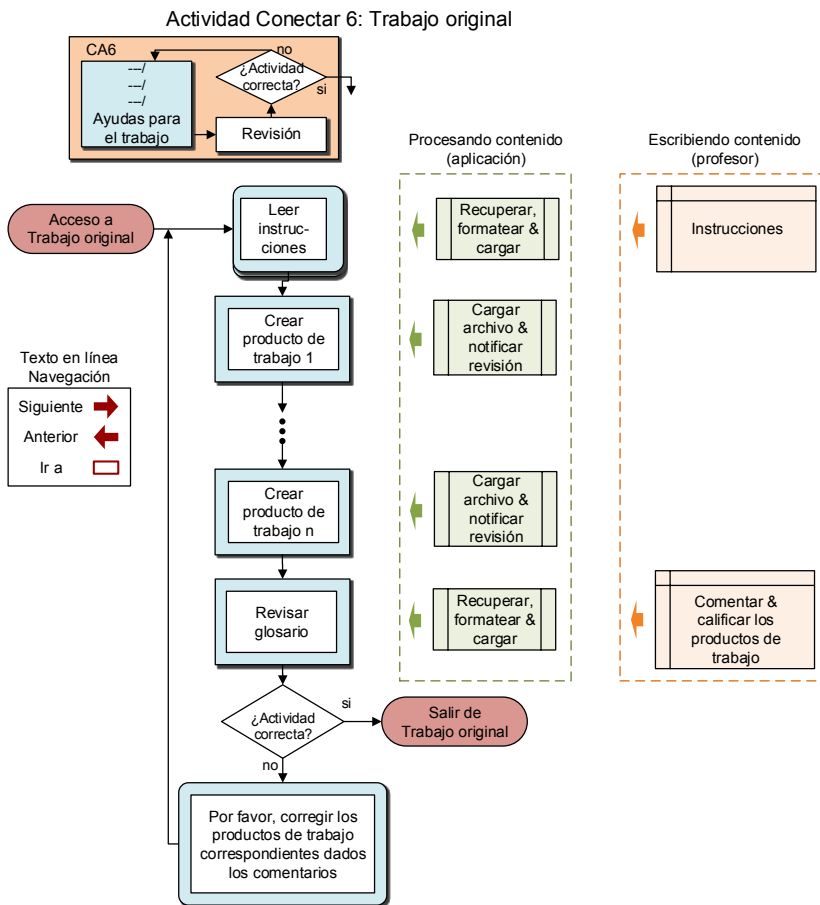 Actividad Conectar 6: Trabajo original
CA6
---/
---/
---/
Ayudas para
el trabajo
no
¿Actividad
correcta?
si
Revisión
Procesando contenido
(aplicación)
Escribiendo contenido
(profesor)
Acceso a
Trabajo original
Leer
instruc-
ciones
Recuperar,
formatear &
cargar
Instrucciones
Crear
producto de
trabajo 1
Cargar
archivo &
notificar
revisión
Texto en línea
Navegación
Siguiente
Anterior
Ir a
Crear
producto de
trabajo n
Cargar
archivo &
notificar
revisión
Revisar
glosario
Recuperar,
formatear &
cargar
Comentar &
calificar los
productos de
trabajo
¿Actividad
correcta?
si
Salir de
Trabajo original
no
Por favor, corregir los
productos de trabajo
correspondientes dados
los comentarios